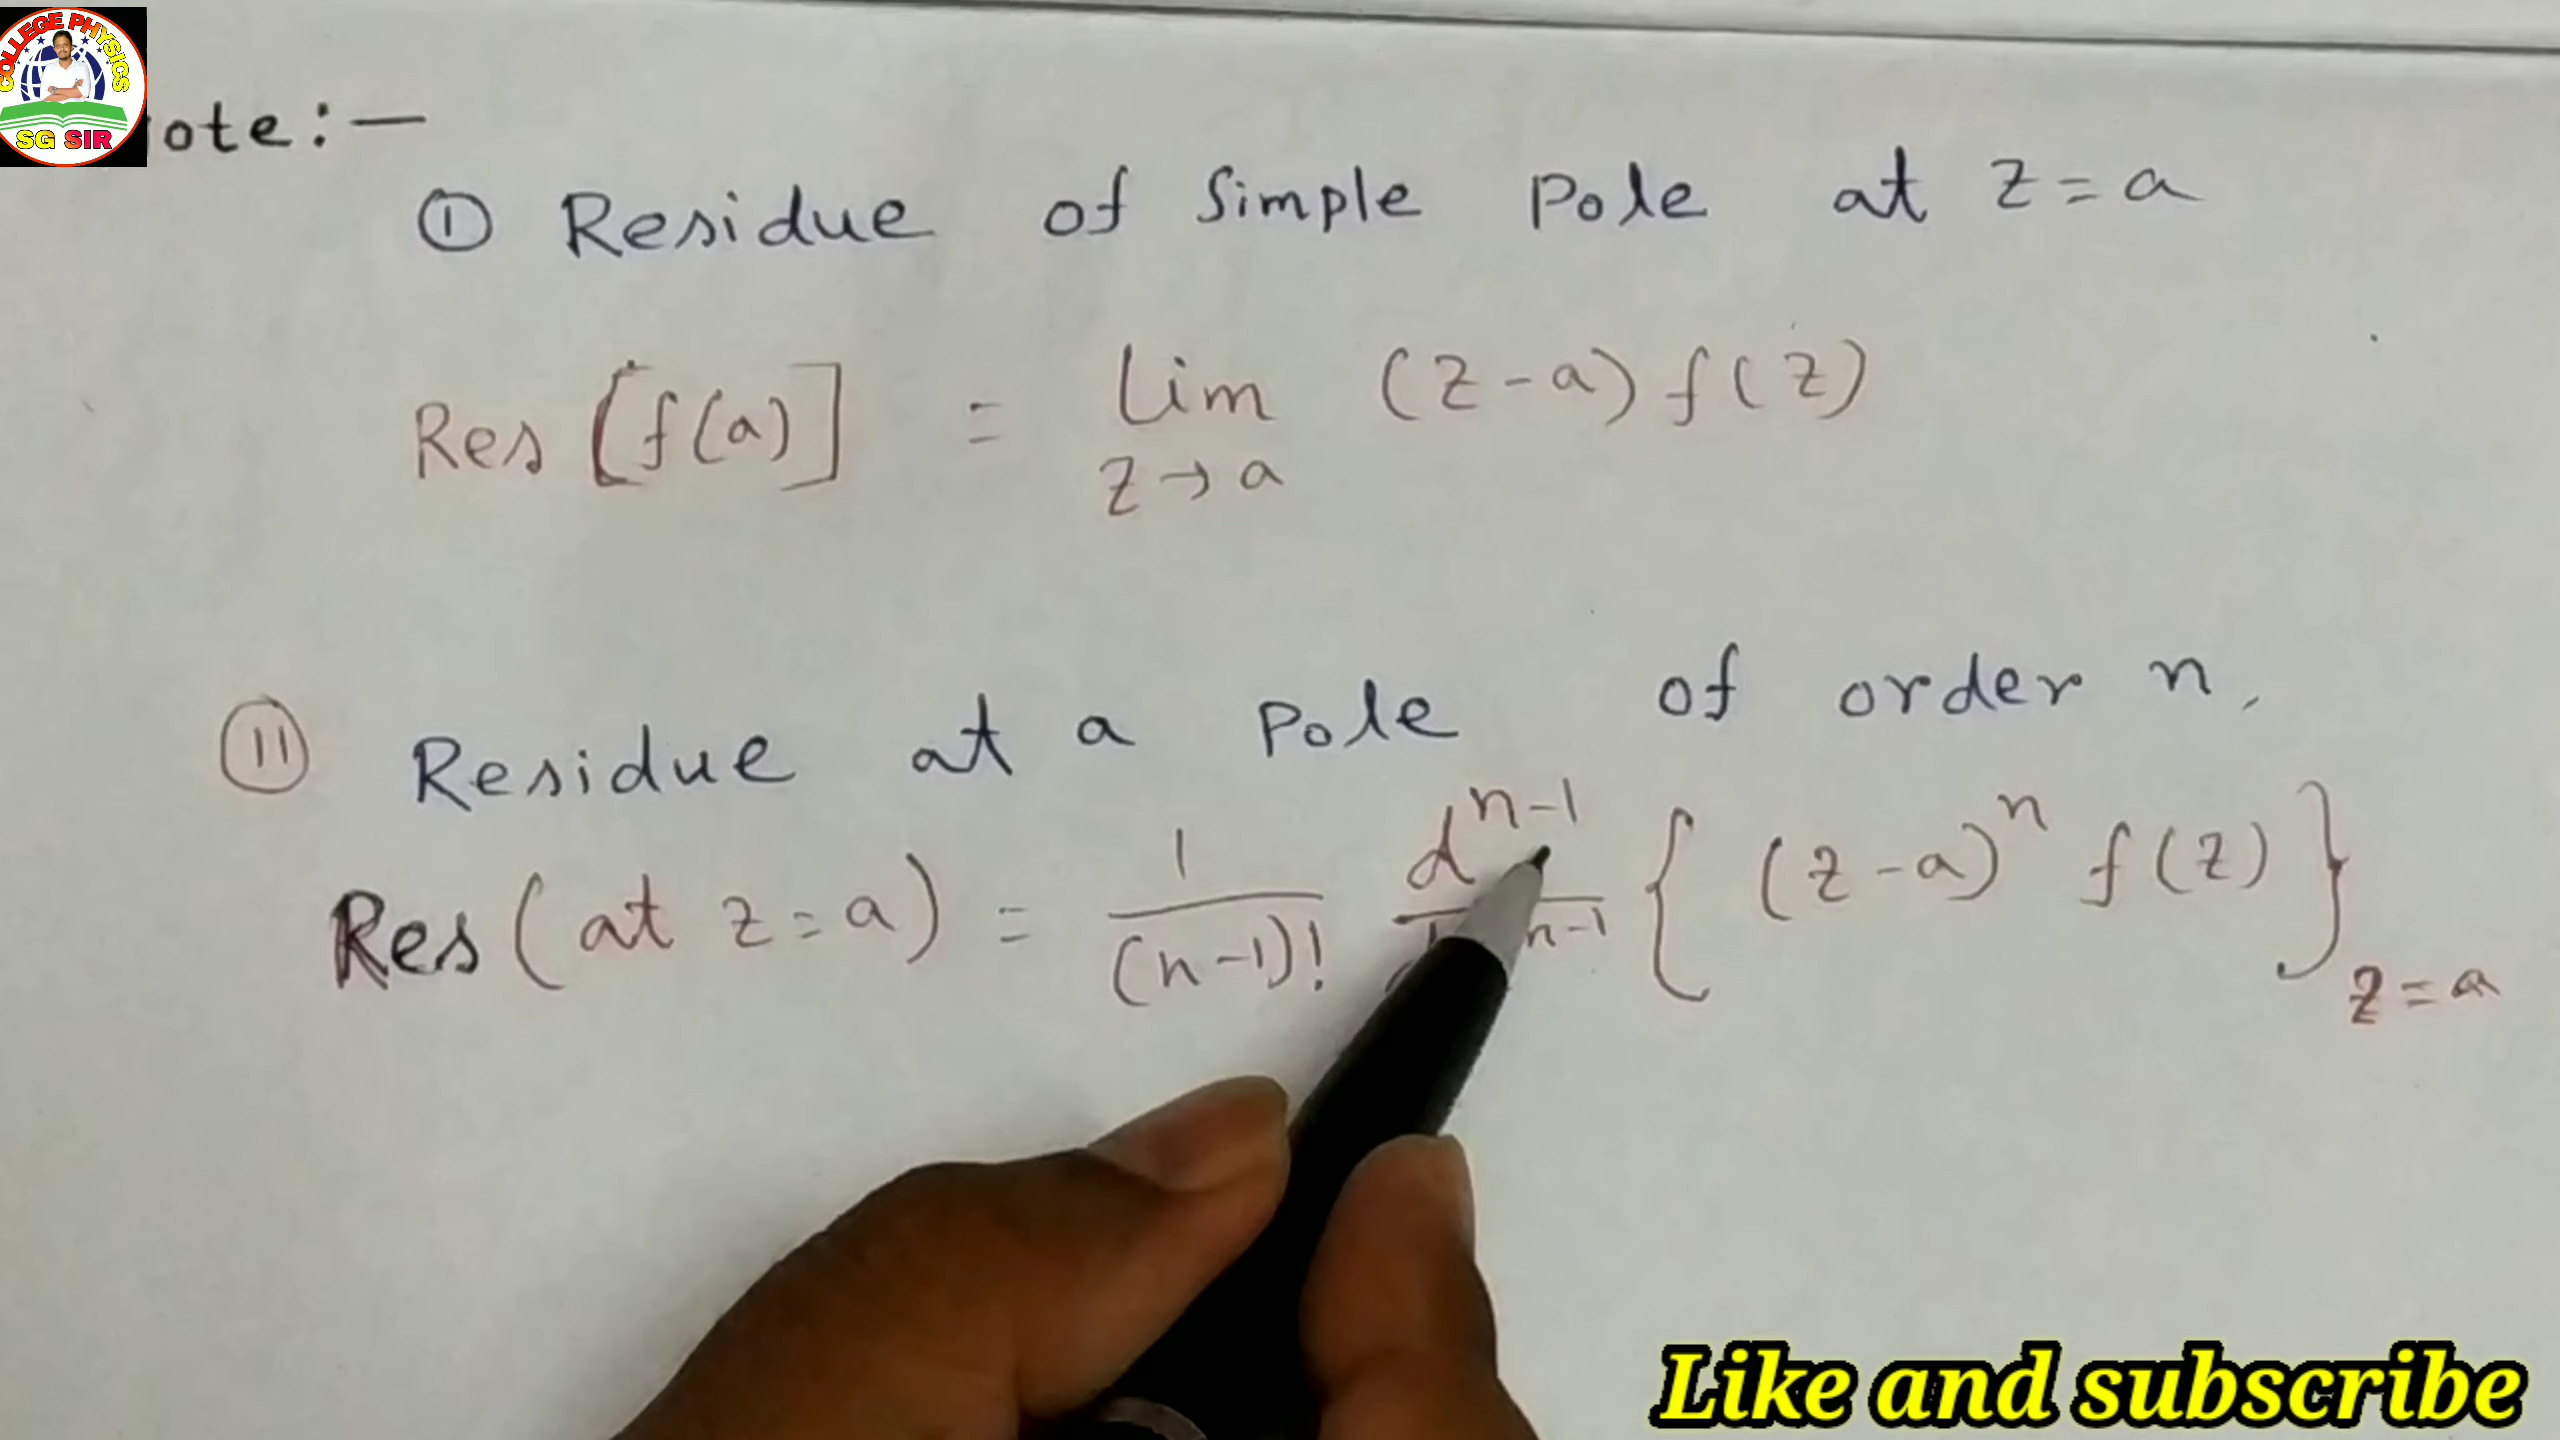 COLLEGE PHYSICS
SG SIR
ote:-
① Residue of Simple Pole at z = a
Res [f(a)] = lim (z-a) f(z)
z→a
⑪ Residue at a Pole of order n,
Res (at z=a) = 1/(n-1)! d^{n-1}/ n-1 { (z-a)^n f(z) } z=a
Like and subscribe